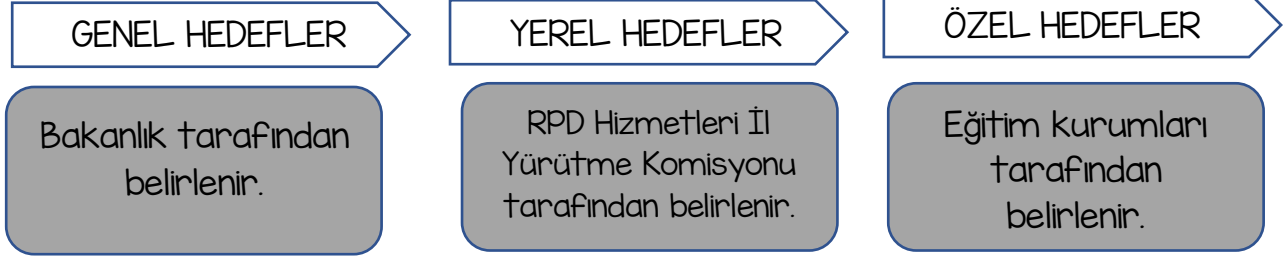 GENEL HEDEFLER
Bakanlık tarafından
belirlenir.
YEREL HEDEFLER
RPD Hizmetleri İl
Yürütme Komisyonu
tarafından belirlenir.
ÖZEL HEDEFLER
Eğitim kurumları
tarafından
belirlenir.